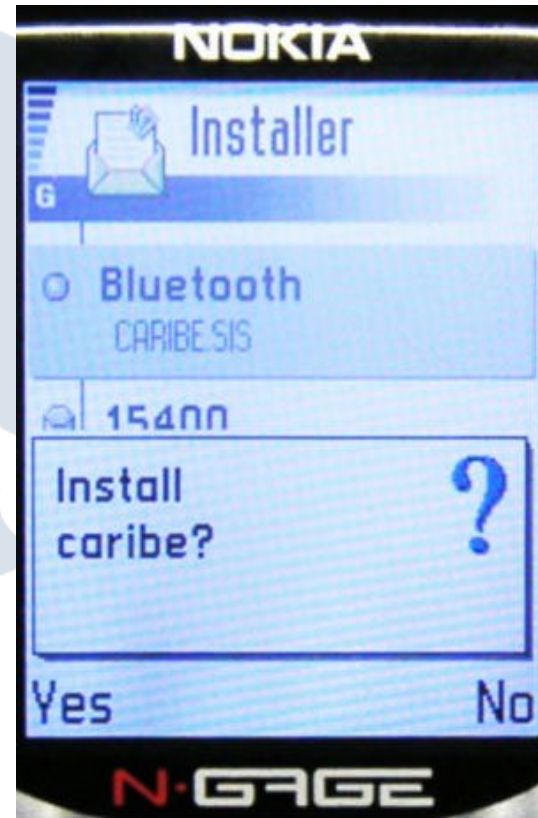 NOKIA
Installer
G
Bluetooth
CARIBE.SIS
15400
Install
caribe?
Yes No
N·GAGE